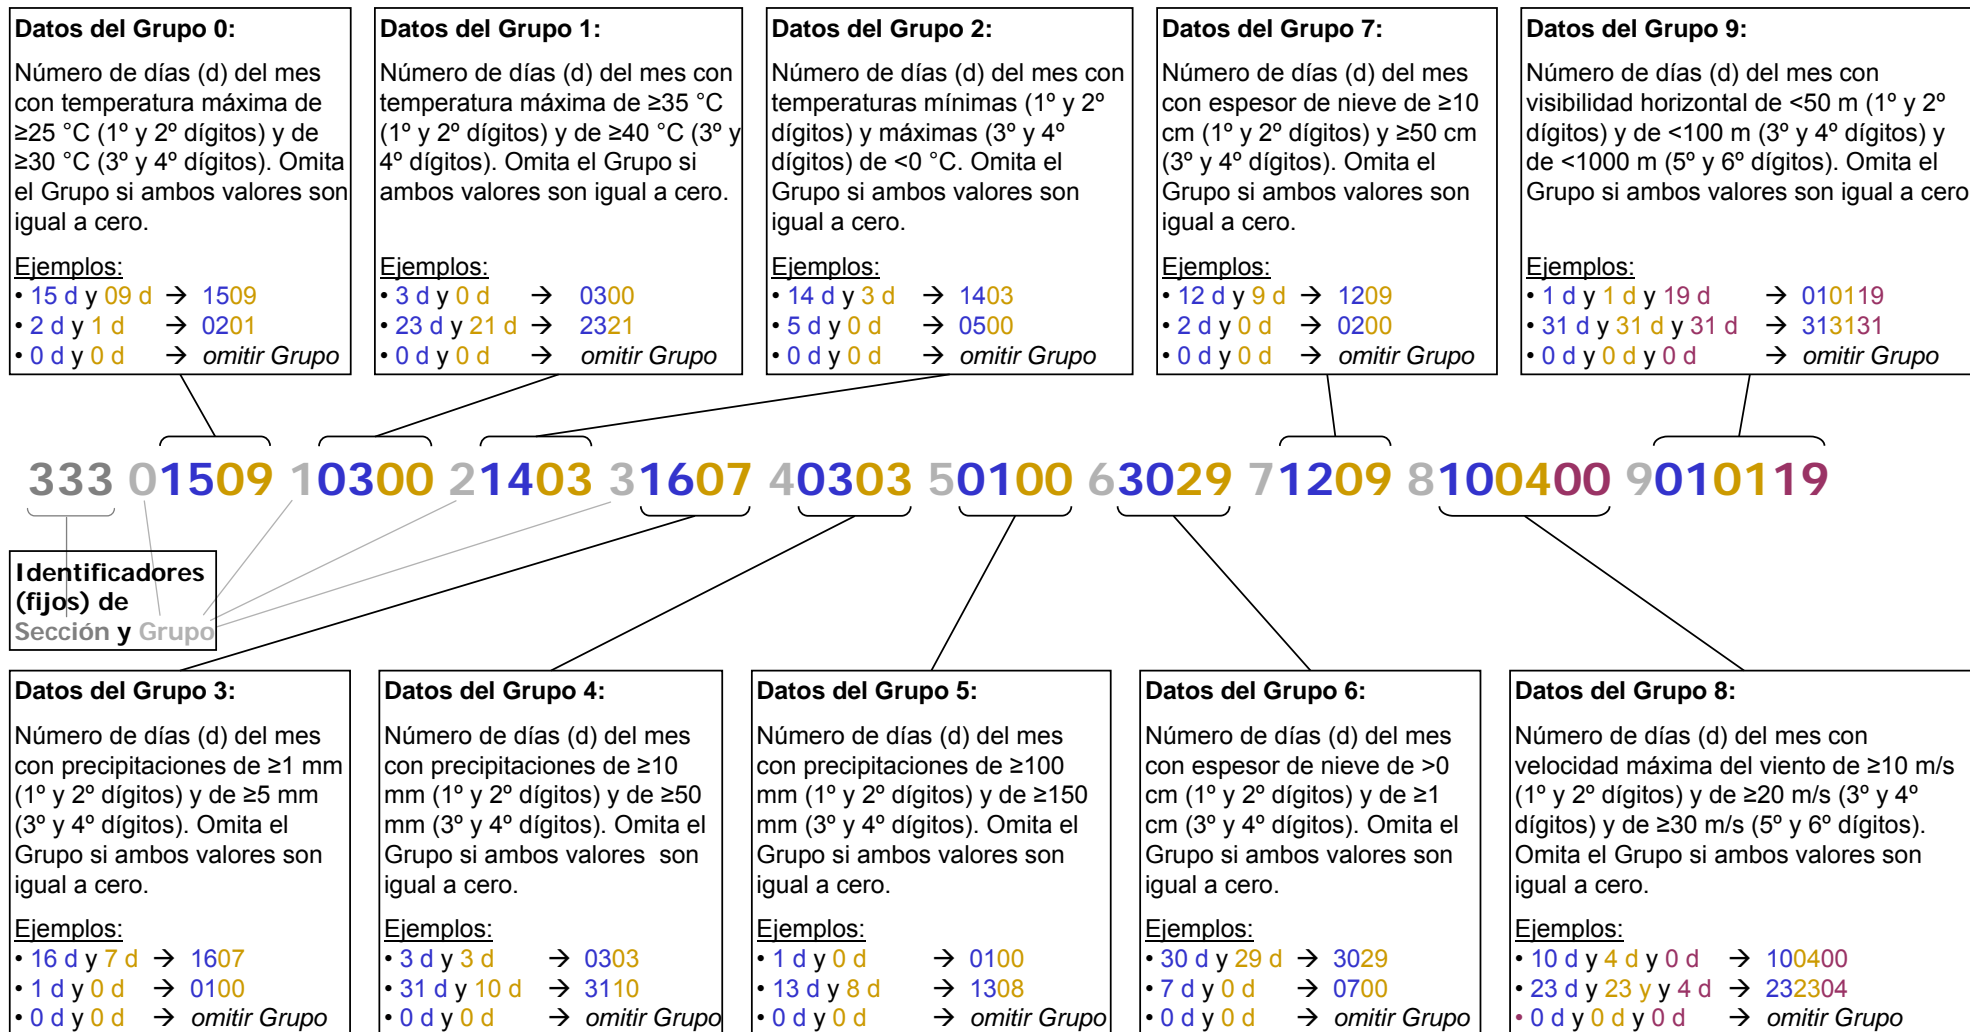 Datos del Grupo 0:
Número de días (d) del mes
con temperatura máxima de
≥25 °C (1º y 2º dígitos) y de
≥30 °C (3º y 4º dígitos). Omita
el Grupo si ambos valores son
igual a cero.
Ejemplos:
• 15 d y 09 d → 1509
• 2 d y 1 d → 0201
• 0 d y 0 d → omitir Grupo
Datos del Grupo 1:
Número de días (d) del mes con
temperatura máxima de ≥35 °C
(1º y 2º dígitos) y de ≥40 °C (3º y
4º dígitos). Omita el Grupo si
ambos valores son igual a cero.
Ejemplos:
• 3 d y 0 d → 0300
• 23 d y 21 d → 2321
• 0 d y 0 d → omitir Grupo
Datos del Grupo 2:
Número de días (d) del mes con
temperaturas mínimas (1º y 2º
dígitos) y máximas (3º y 4º
dígitos) de <0 °C. Omita el
Grupo si ambos valores son
igual a cero.
Ejemplos:
• 14 d y 3 d → 1403
• 5 d y 0 d → 0500
• 0 d y 0 d → omitir Grupo
Datos del Grupo 7:
Número de días (d) del mes
con espesor de nieve de ≥10
cm (1º y 2º dígitos) y ≥50 cm
(3º y 4º dígitos). Omita el
Grupo si ambos valores son
igual a cero.
Ejemplos:
• 12 d y 9 d → 1209
• 2 d y 0 d → 0200
• 0 d y 0 d → omitir Grupo
Datos del Grupo 9:
Número de días (d) del mes con
visibilidad horizontal de <50 m (1º y 2º
dígitos) y de <100 m (3º y 4º dígitos) y
de <1000 m (5º y 6º dígitos). Omita el
Grupo si ambos valores son igual a cero
Ejemplos:
• 1 d y 1 d y 19 d → 010119
• 31 d y 31 d y 31 d → 313131
• 0 d y 0 d y 0 d → omitir Grupo
333 01509 10300 21403 31607 40303 50100 63029 71209 8100400 9010119
Identificadores
(fijos) de
Sección y Grupo
Datos del Grupo 3:
Número de días (d) del mes
con precipitaciones de ≥1 mm
(1º y 2º dígitos) y de ≥5 mm
(3º y 4º dígitos). Omita el
Grupo si ambos valores son
igual a cero.
Ejemplos:
• 16 d y 7 d → 1607
• 1 d y 0 d → 0100
• 0 d y 0 d → omitir Grupo
Datos del Grupo 4:
Número de días (d) del mes
con precipitaciones de ≥10
mm (1º y 2º dígitos) y de ≥50
mm (3º y 4º dígitos). Omita el
Grupo si ambos valores son
igual a cero.
Ejemplos:
• 3 d y 3 d → 0303
• 31 d y 10 d → 3110
• 0 d y 0 d → omitir Grupo
Datos del Grupo 5:
Número de días (d) del mes
con precipitaciones de ≥100
mm (1º y 2º dígitos) y de ≥150
mm (3º y 4º dígitos). Omita el
Grupo si ambos valores son
igual a cero.
Ejemplos:
• 1 d y 0 d → 0100
• 13 d y 8 d → 1308
• 0 d y 0 d → omitir Grupo
Datos del Grupo 6:
Número de días (d) del mes
con espesor de nieve de >0
cm (1º y 2º dígitos) y de ≥1
cm (3º y 4º dígitos). Omita el
Grupo si ambos valores son
igual a cero.
Ejemplos:
• 30 d y 29 d → 3029
• 7 d y 0 d → 0700
• 0 d y 0 d → omitir Grupo
Datos del Grupo 8:
Número de días (d) del mes con
velocidad máxima del viento de ≥10 m/s
(1º y 2º dígitos) y de ≥20 m/s (3º y 4º
dígitos) y de ≥30 m/s (5º y 6º dígitos).
Omita el Grupo si ambos valores son
igual a cero.
Ejemplos:
• 10 d y 4 d y 0 d → 100400
• 23 d y 23 y y 4 d → 232304
• 0 d y 0 d y 0 d → omitir Grupo